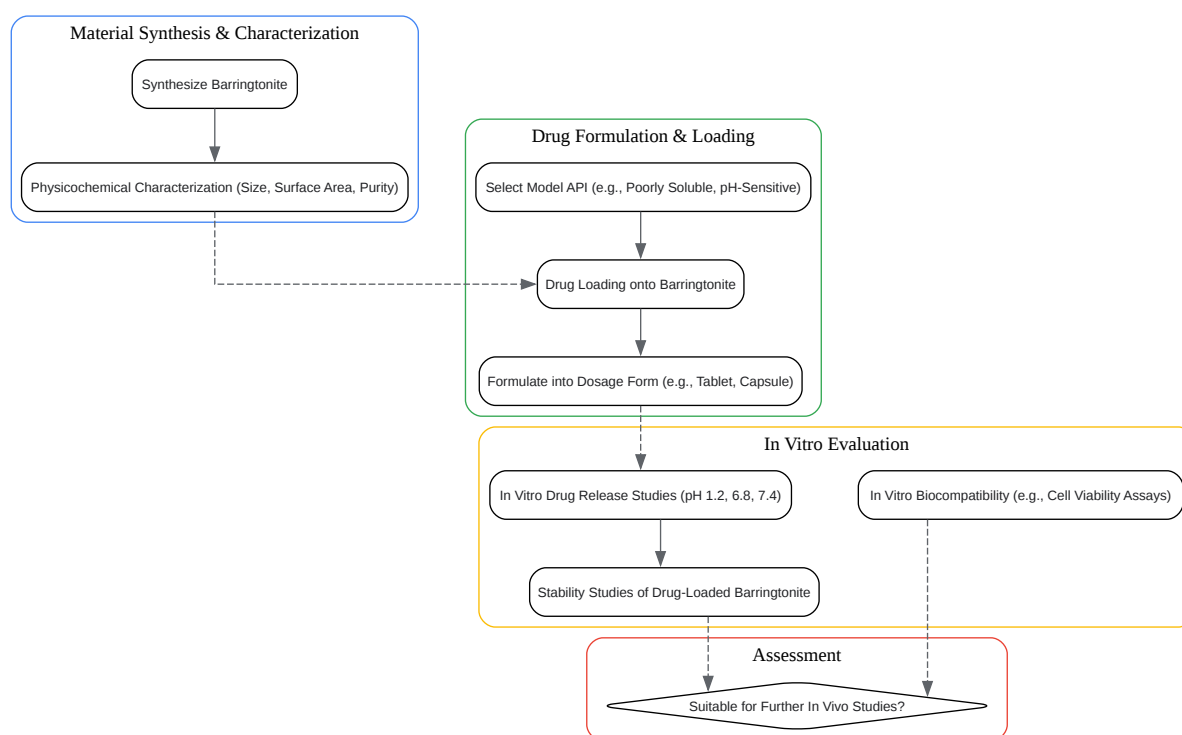 Material Synthesis & Characterization
Synthesize Barringtonite
Physicochemical Characterization (Size, Surface Area, Purity)
Drug Formulation & Loading
Select Model API (e.g., Poorly Soluble, pH-Sensitive)
Drug Loading onto Barringtonite
Formulate into Dosage Form (e.g., Tablet, Capsule)
In Vitro Evaluation
In Vitro Drug Release Studies (pH 1.2, 6.8, 7.4)
In Vitro Biocompatibility (e.g., Cell Viability Assays)
Stability Studies of Drug-Loaded Barringtonite
Assessment
Suitable for Further In Vivo Studies?